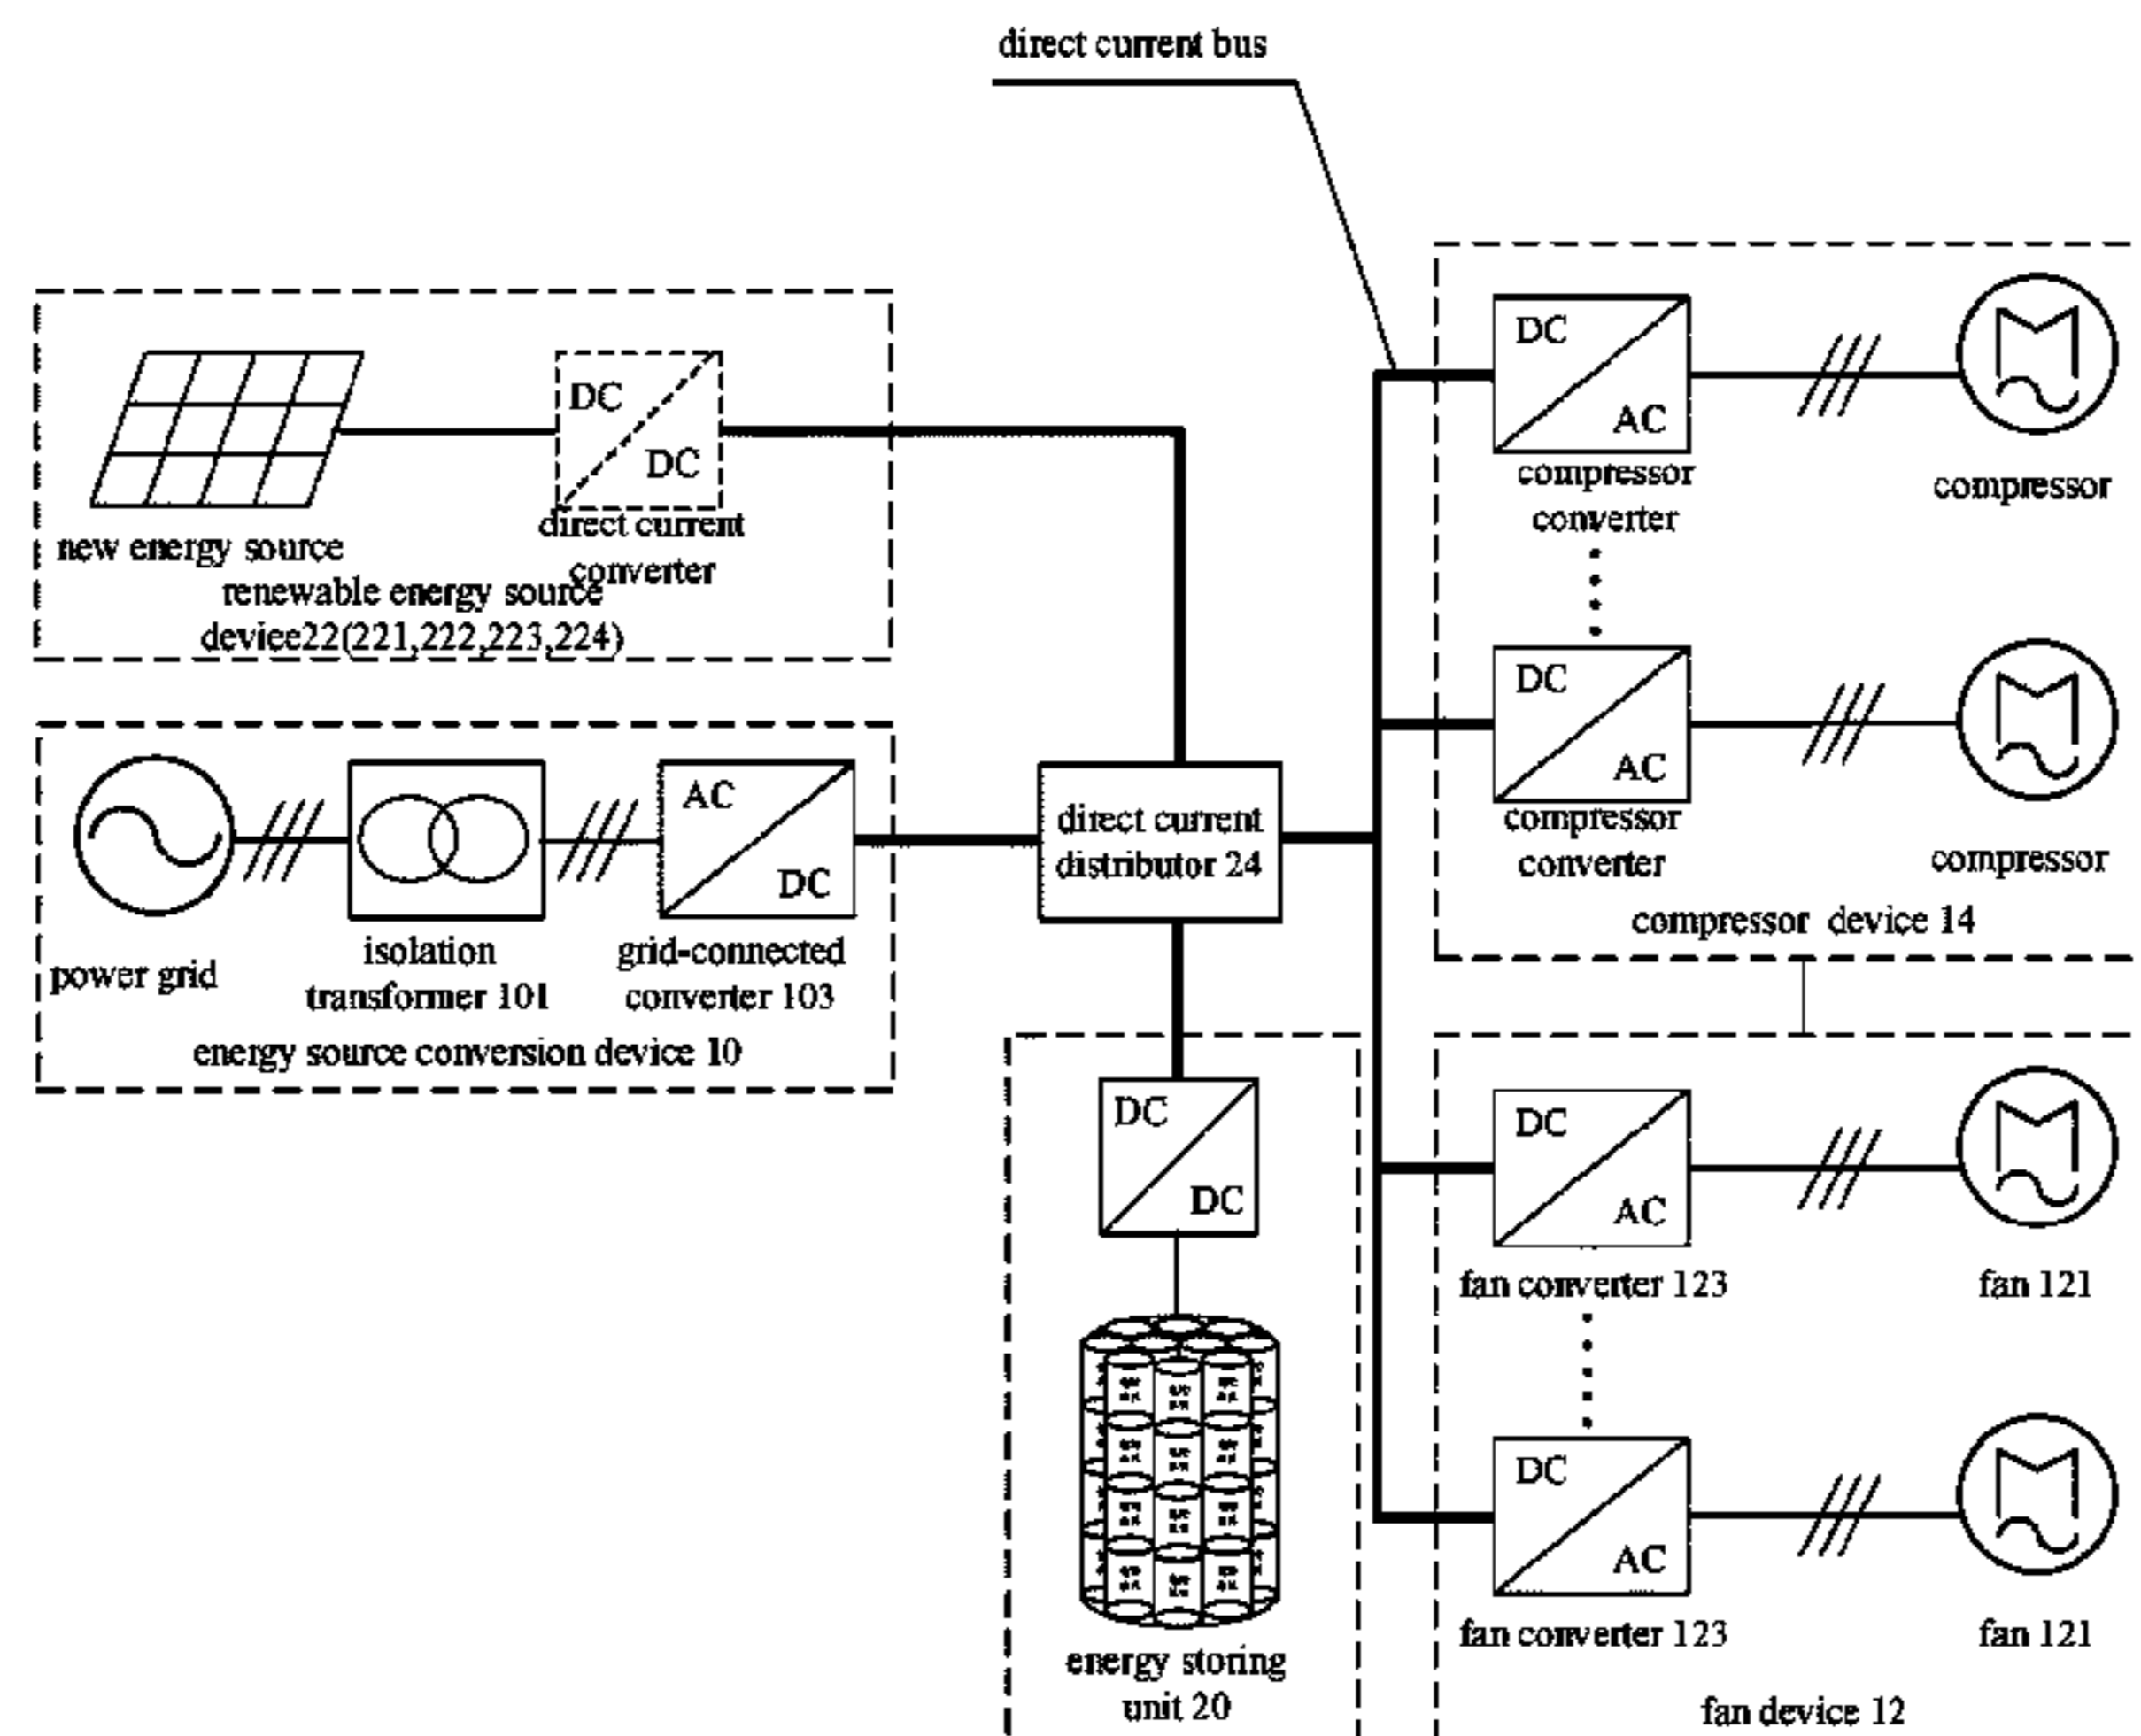 direct current bus
DC
DC
new energy source
direct current
converter
renewable energy source
device22(221,222,223,224)
AC
DC
power grid
isolation
transformer 101
grid-connected
converter 103
energy source conversion device 10
direct current
distributor 24
DC
DC
energy storing
unit 20
DC
AC
compressor
converter
compressor
DC
AC
compressor
converter
compressor
compressor device 14
DC
AC
fan converter 123
fan 121
DC
AC
fan converter 123
fan 121
fan device 12